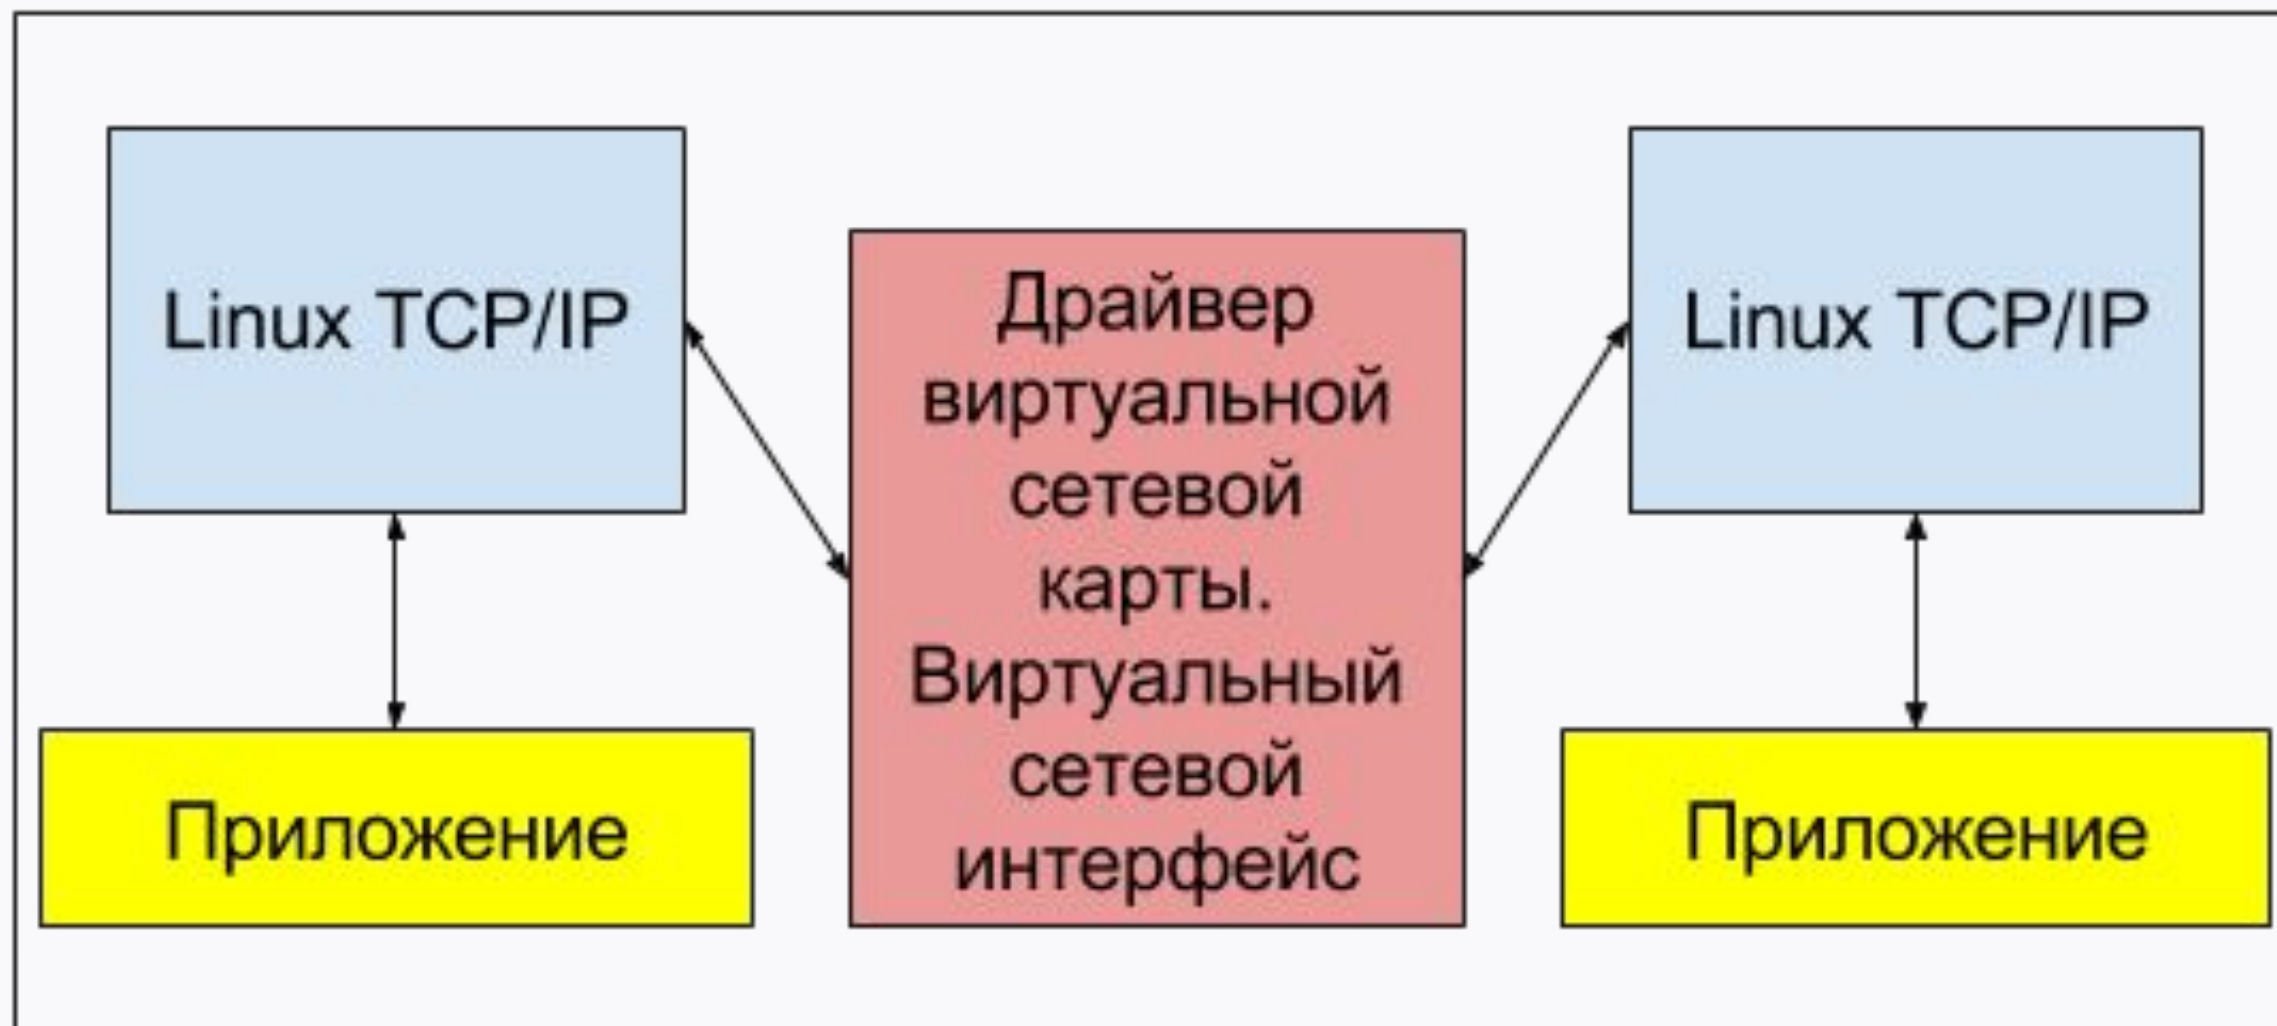 Linux TCP/IP
Приложение
Драйвер
виртуальной
сетевой
карты.
Виртуальный
сетевой
интерфейс
Linux TCP/IP
Приложение